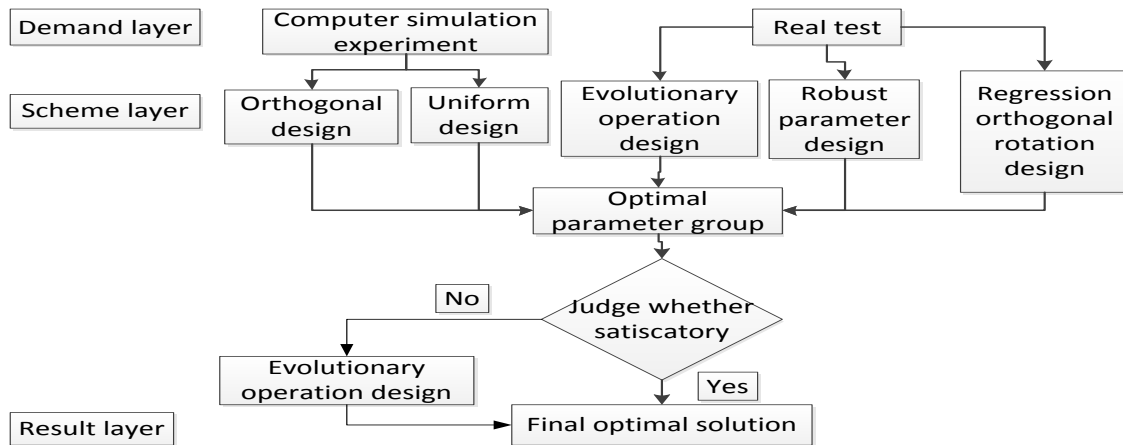 Demand layer
Computer simulation
experiment
Real test
Scheme layer
Orthogonal
design
Uniform
design
Evolutionary
operation
design
Robust
parameter
design
Regression
orthogonal
rotation
design
Optimal
parameter group
No
Judge whether
satiscatory
Evolutionary
operation design
Yes
Result layer
Final optimal solution